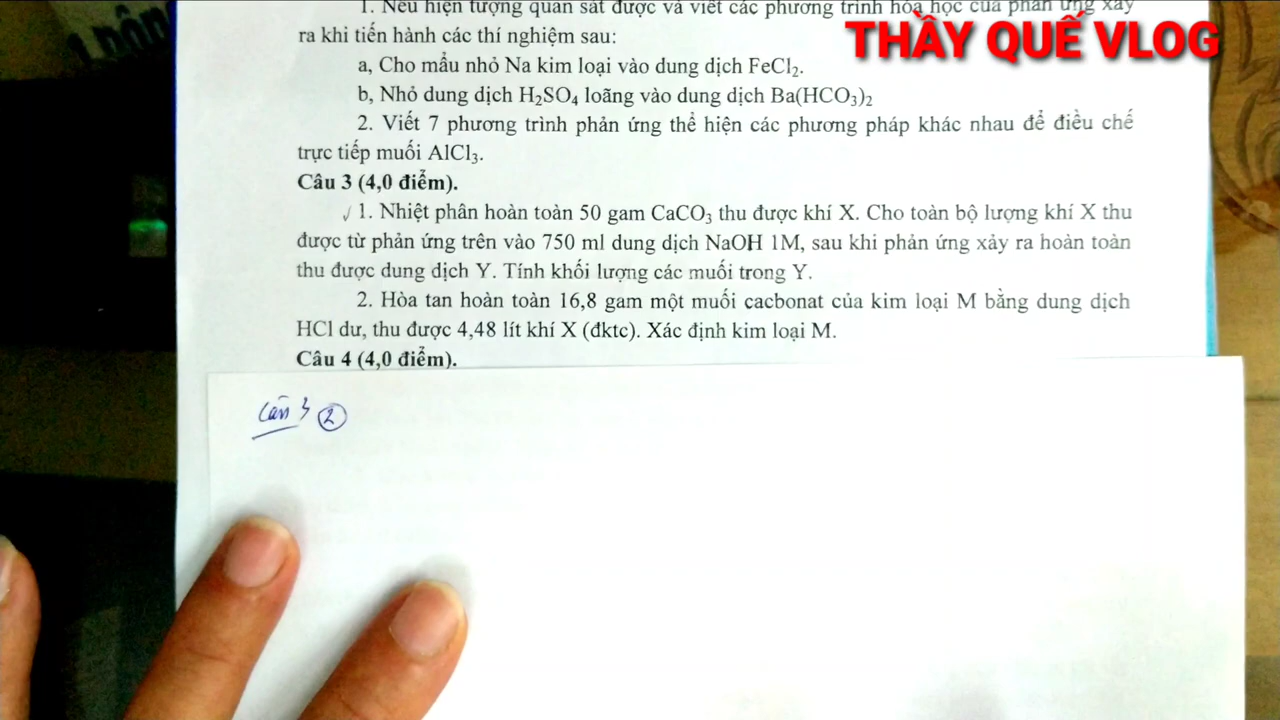 1. Nêu hiện tượng quan sát được và viết các phương trình hóa học của phản ứng xảy
THẦY QUẾ VLOG
ra khi tiến hành các thí nghiệm sau:
a, Cho mẩu nhỏ Na kim loại vào dung dịch FeCl₂.
b, Nhỏ dung dịch H₂SO₄ loãng vào dung dịch Ba(HCO₃)₂
2. Viết 7 phương trình phản ứng thể hiện các phương pháp khác nhau để điều chế
trực tiếp muối AlCl₃.
Câu 3 (4,0 điểm).
1. Nhiệt phân hoàn toàn 50 gam CaCO₃ thu được khí X. Cho toàn bộ lượng khí X thu
được từ phản ứng trên vào 750 ml dung dịch NaOH 1M, sau khi phản ứng xảy ra hoàn toàn
thu được dung dịch Y. Tính khối lượng các muối trong Y.
2. Hòa tan hoàn toàn 16,8 gam một muối cacbonat của kim loại M bằng dung dịch
HCl dư, thu được 4,48 lít khí X (đktc). Xác định kim loại M.
Câu 4 (4,0 điểm).
Câu 3 2